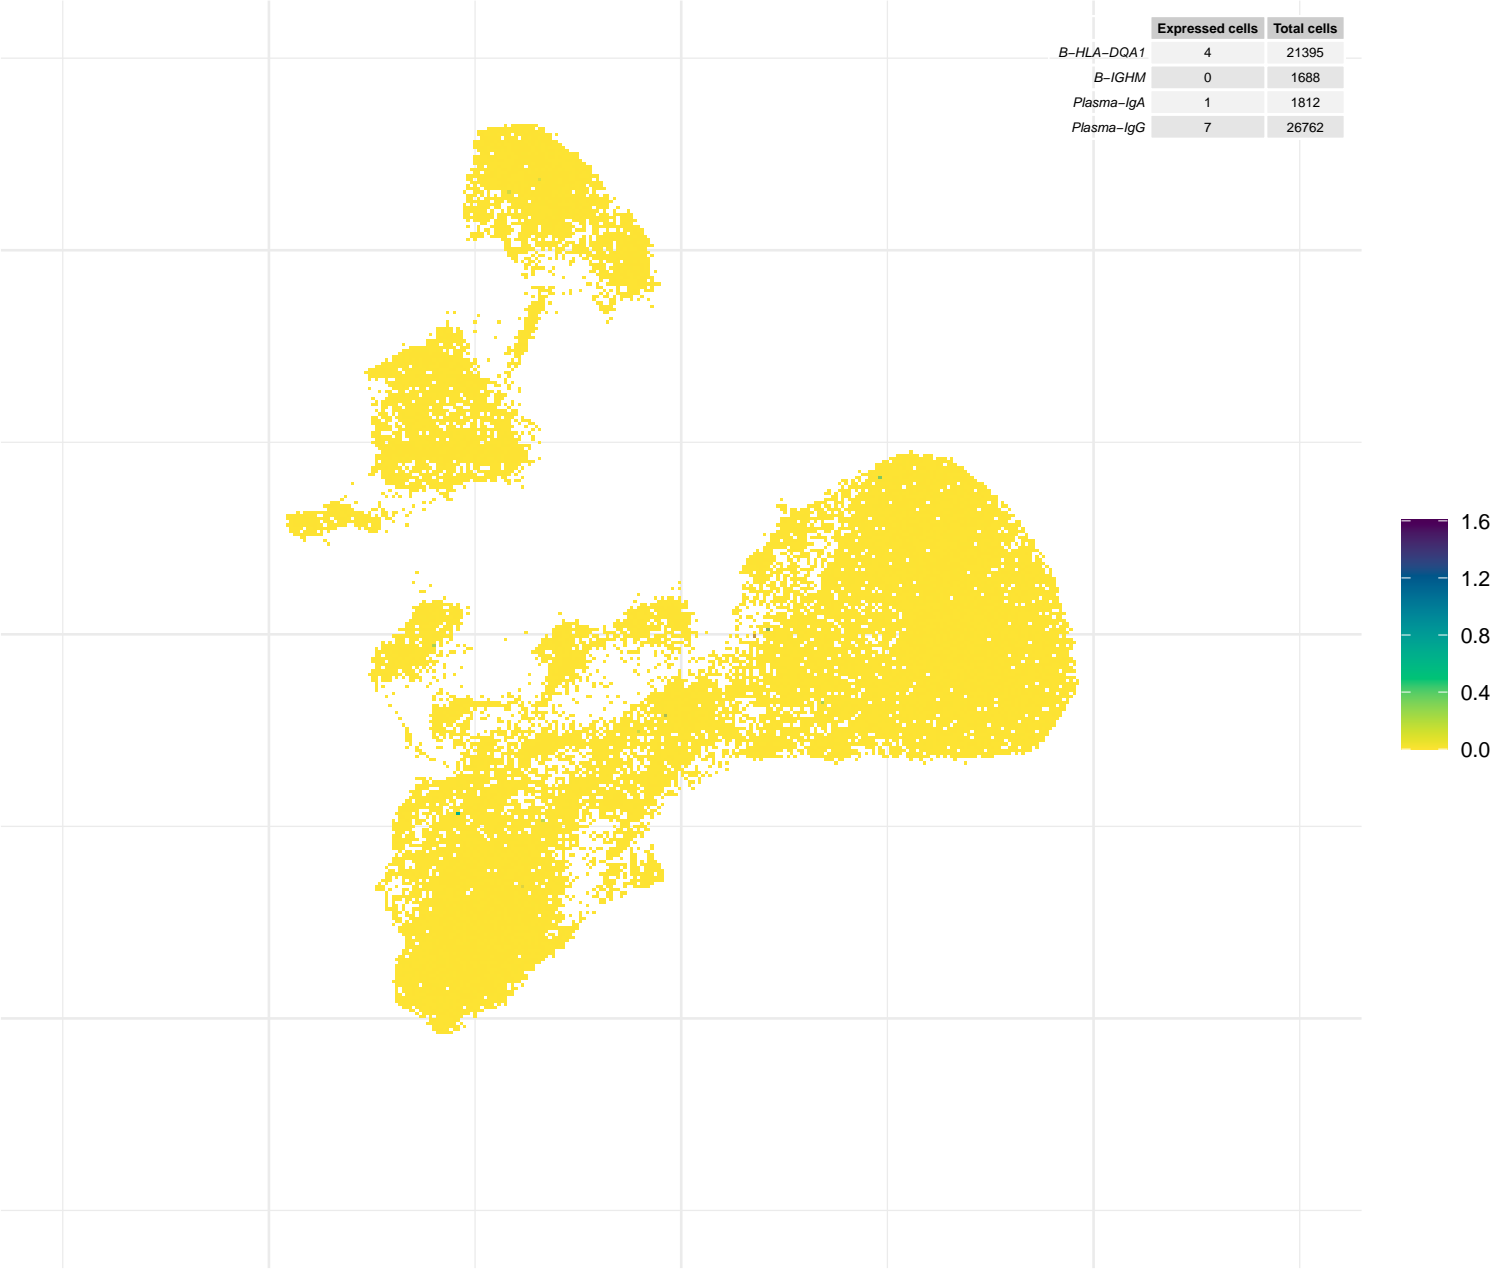 Expressed cells Total cells
B−HLA−DQA1 4 21395
B−IGHM 0 1688
Plasma−IgA 1 1812
Plasma−IgG 7 26762
1.6
1.2
0.8
0.4
0.0